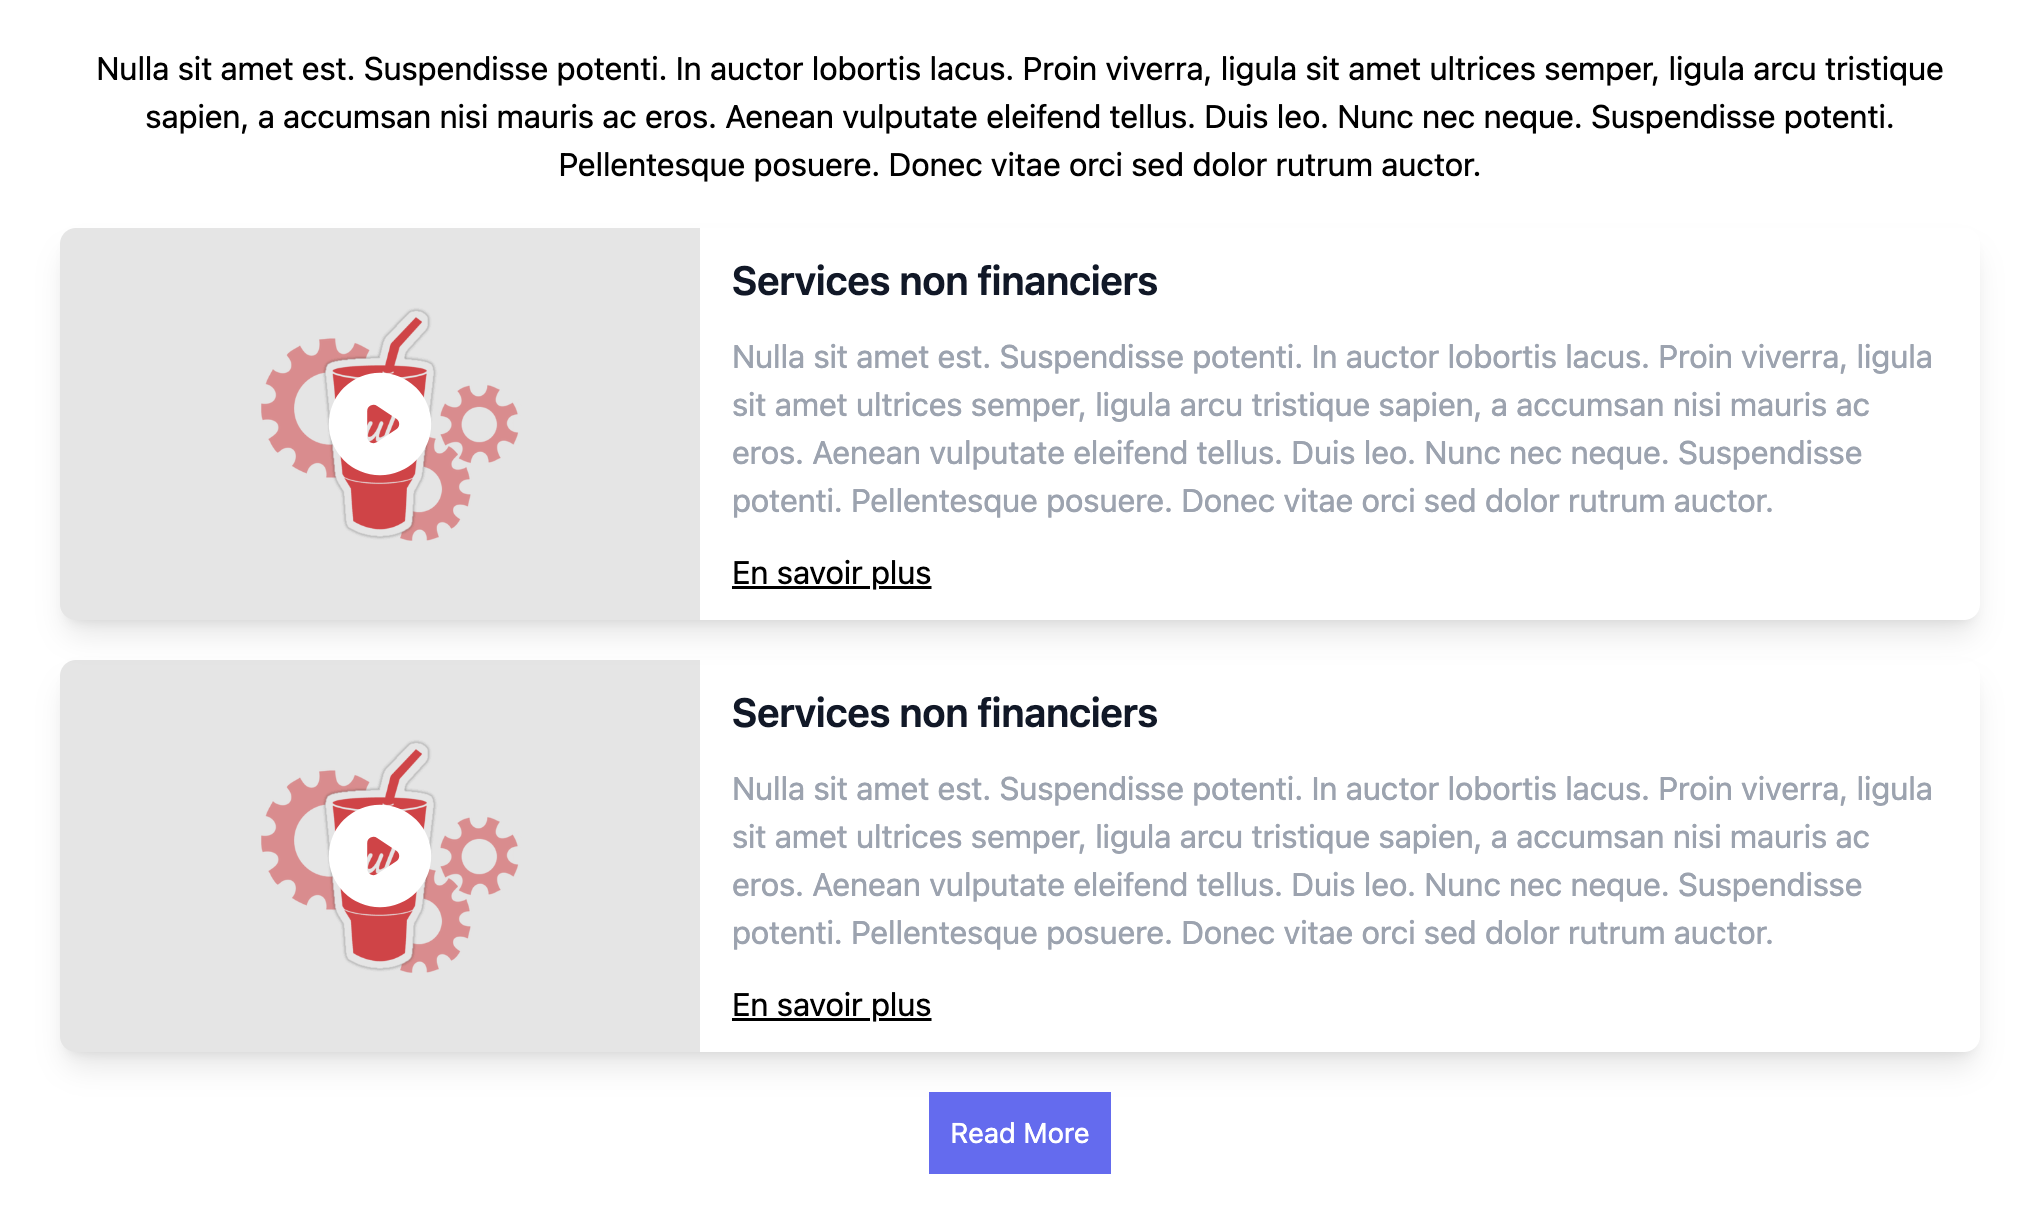 Nulla sit amet est. Suspendisse potenti. In auctor lobortis lacus. Proin viverra, ligula sit amet ultrices semper, ligula arcu tristique
sapien, a accumsan nisi mauris ac eros. Aenean vulputate eleifend tellus. Duis leo. Nunc nec neque. Suspendisse potenti.
Pellentesque posuere. Donec vitae orci sed dolor rutrum auctor.
Services non financiers
Nulla sit amet est. Suspendisse potenti. In auctor lobortis lacus. Proin viverra, ligula
sit amet ultrices semper, ligula arcu tristique sapien, a accumsan nisi mauris ac
eros. Aenean vulputate eleifend tellus. Duis leo. Nunc nec neque. Suspendisse
potenti. Pellentesque posuere. Donec vitae orci sed dolor rutrum auctor.
En savoir plus
Services non financiers
Nulla sit amet est. Suspendisse potenti. In auctor lobortis lacus. Proin viverra, ligula
sit amet ultrices semper, ligula arcu tristique sapien, a accumsan nisi mauris ac
eros. Aenean vulputate eleifend tellus. Duis leo. Nunc nec neque. Suspendisse
potenti. Pellentesque posuere. Donec vitae orci sed dolor rutrum auctor.
En savoir plus
Read More